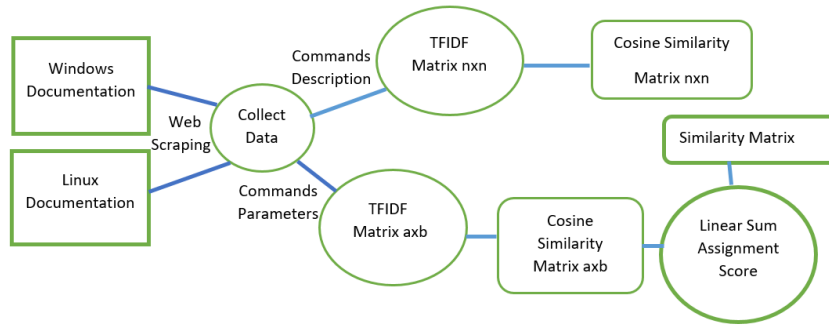 Windows
Documentation
Web
Scraping
Linux
Documentation
Collect
Data
Commands
Description
Commands
Parameters
TFIDF
Matrix nxn
Cosine Similarity
Matrix nxn
TFIDF
Matrix axb
Cosine
Similarity
Matrix axb
Similarity Matrix
Linear Sum
Assignment
Score